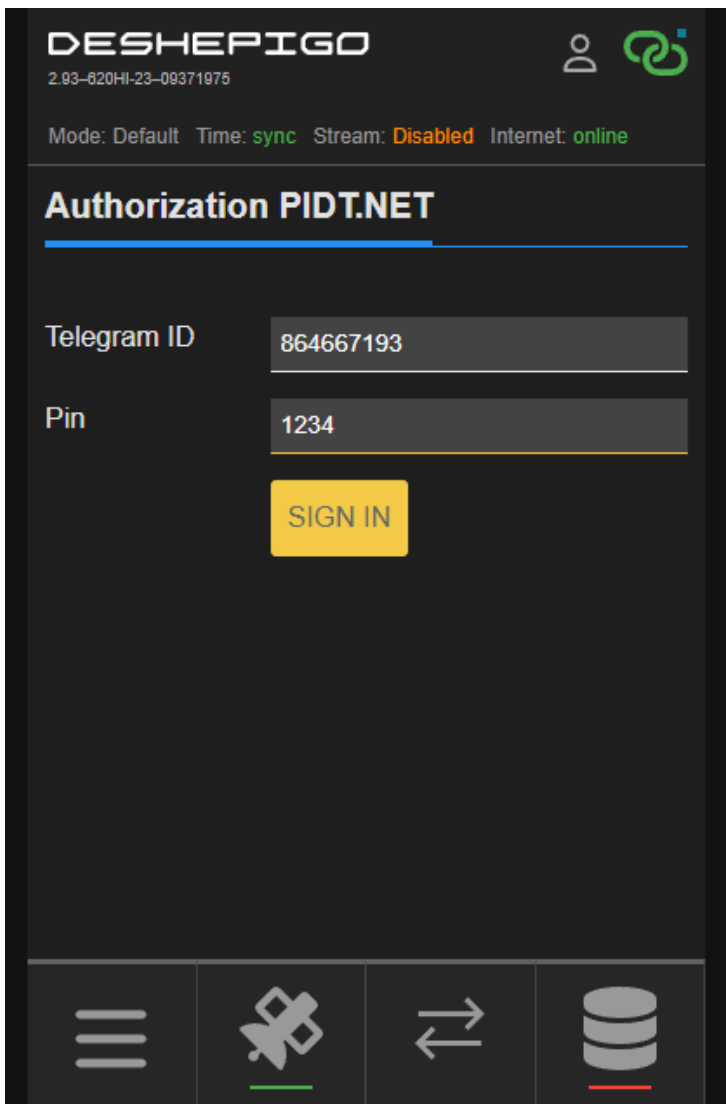 DESHEPIGO
2.93–620HI-23–09371975
Mode: Default Time: sync Stream: Disabled Internet: online
Authorization PIDT.NET
Telegram ID 864667193
Pin 1234
SIGN IN